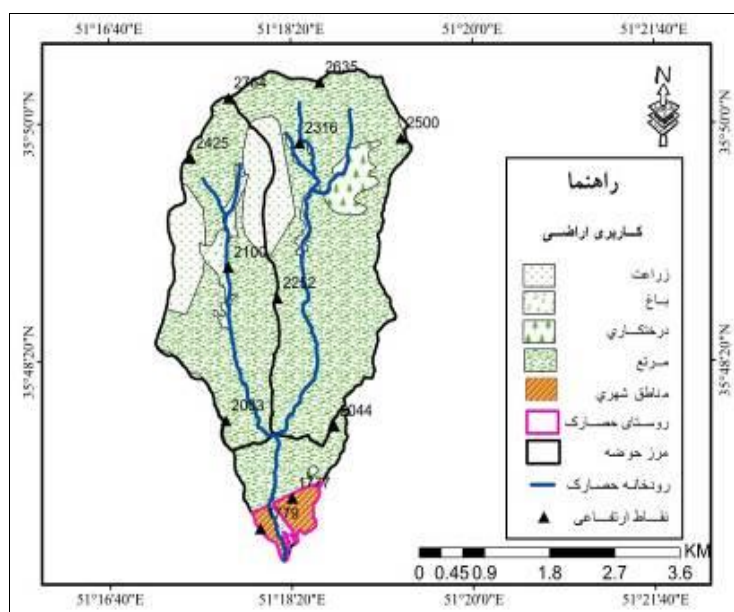 51°16'40"E 51°18'20"E 51°20'0"E 51°21'40"E
35°50'0"N 35°50'0"N
35°48'20"N 35°48'20"N
2635
2764
2316
2500
2425
2100
2252
2044
N
راهنما
کاربری اراضی
زراعت
باغ
درختکاری
مرتع
مناطق شهری
روستای حصارک
مرز حوضه
رودخانه حصارک
نقاط ارتفاعی
KM
0 0.45 0.9 1.8 2.7 3.6
51°16'40"E 51°18'20"E 51°20'0"E 51°21'40"E